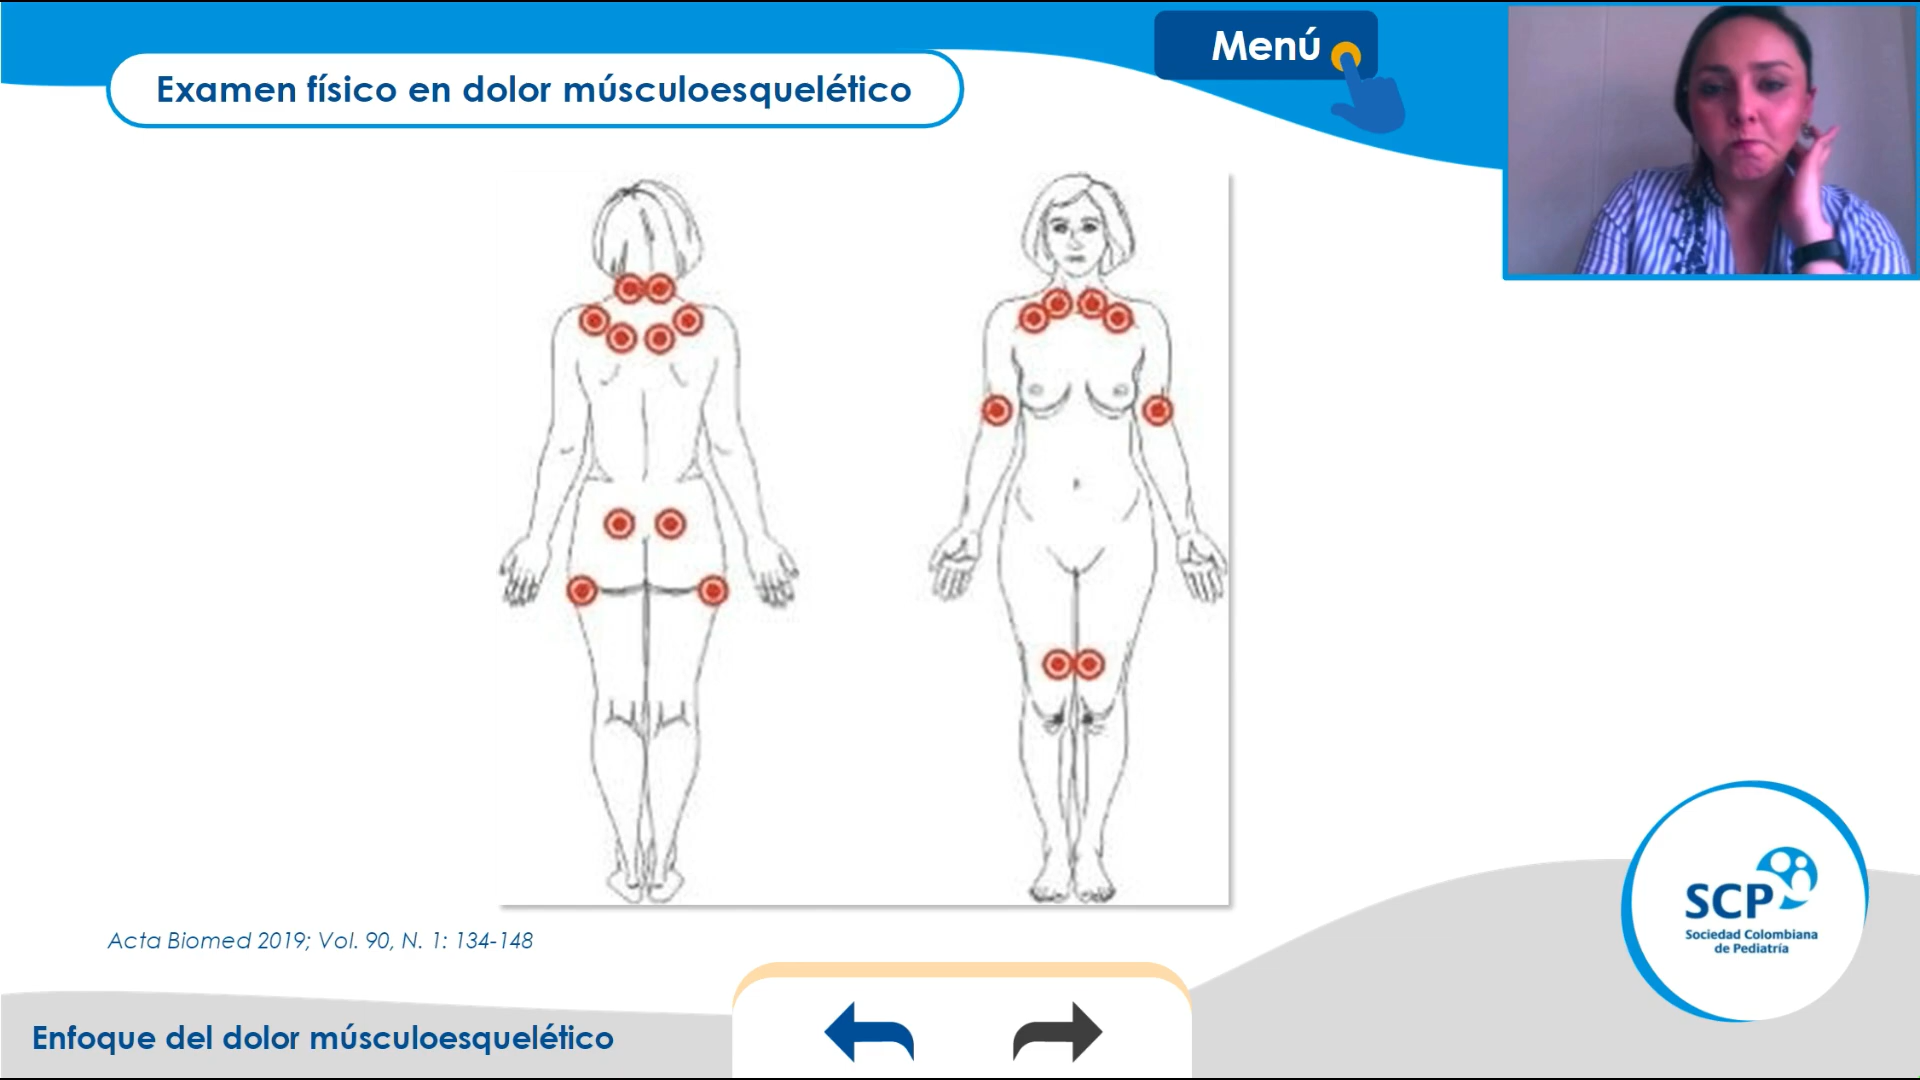 Menú
Examen físico en dolor músculoesquelético
Acta Biomed 2019; Vol. 90, N. 1: 134-148
SCP
Sociedad Colombiana
de Pediatría
Enfoque del dolor músculoesquelético